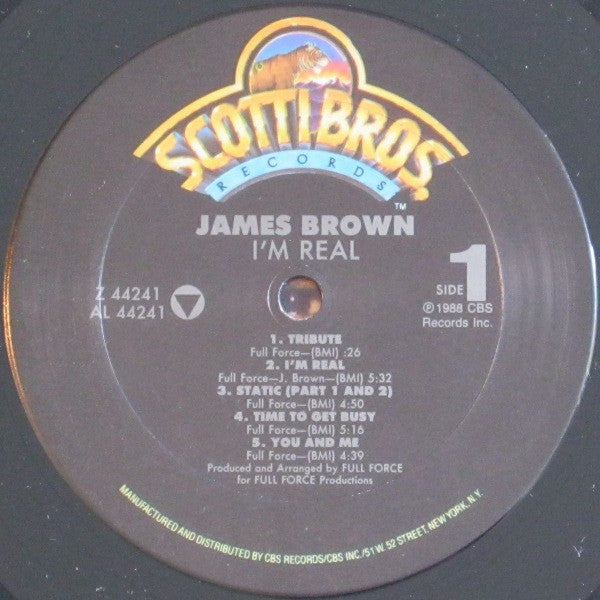 SCOTTI BROS.
RECORDS
™
JAMES BROWN
I'M REAL
Z 44241
AL 44241
SIDE 1
℗1988 CBS
Records Inc.
1. TRIBUTE
Full Force—(BMI) :26
2. I'M REAL
Full Force—J. Brown—(BMI) 5:32
3. STATIC (PART 1 AND 2)
Full Force—(BMI) 4:50
4. TIME TO GET BUSY
Full Force—(BMI) 5:16
5. YOU AND ME
Full Force—(BMI) 4:39
Produced and Arranged by FULL FORCE
for FULL FORCE Productions
MANUFACTURED AND DISTRIBUTED BY CBS RECORDS/CBS INC./51 W. 52 STREET, NEW YORK, N.Y.